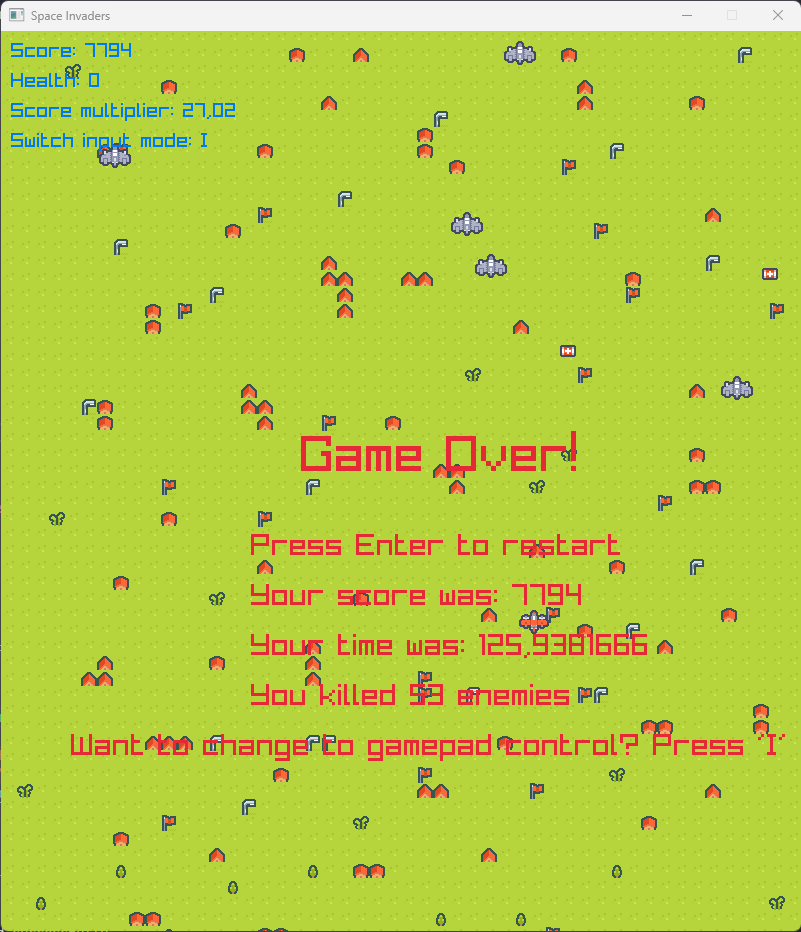 Space Invaders
Score: 7794
Health: 0
Score multiplier: 27,02
Switch input mode: I
Game Over!
Press Enter to restart
Your score was: 7794
Your time was: 125,9381666
You killed 53 enemies
Want to change to gamepad control? Press 'I'